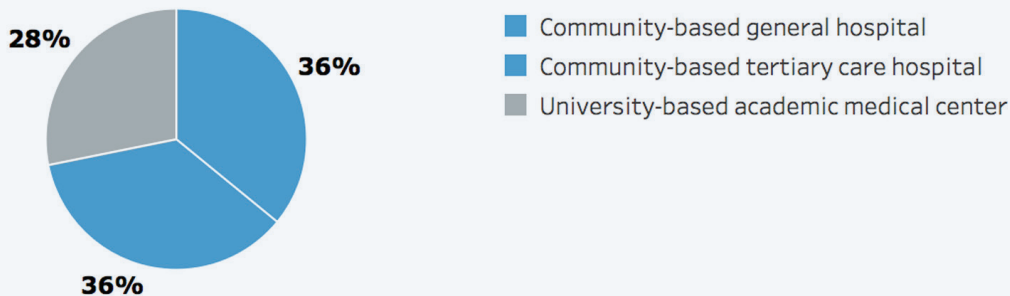 28%
36%
36%
Community-based general hospital
Community-based tertiary care hospital
University-based academic medical center